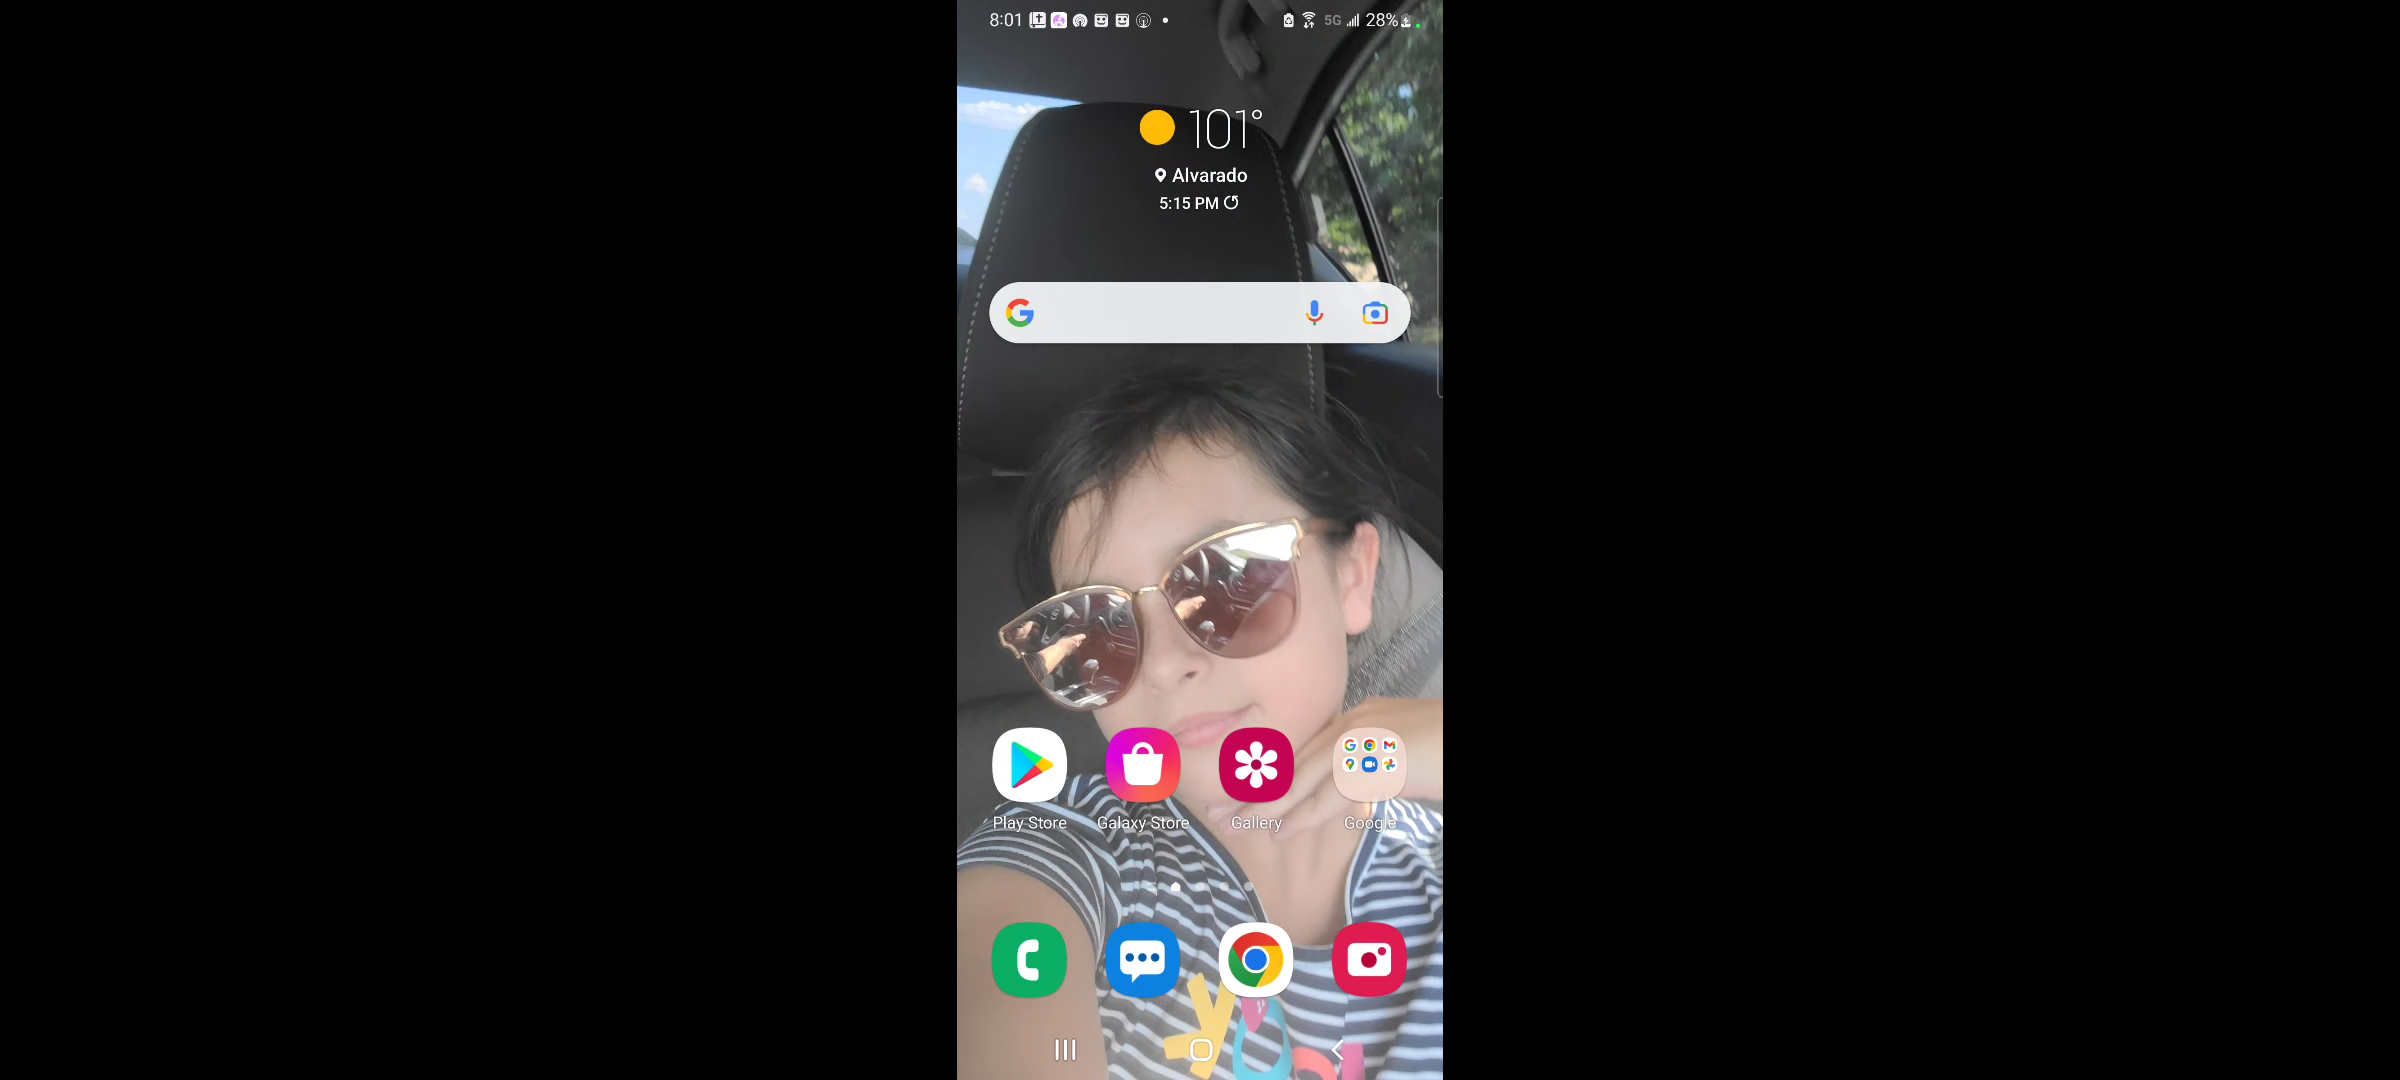 8:01
5G
28%
101°
Alvarado
5:15 PM
Play Store
Galaxy Store
Gallery
Google